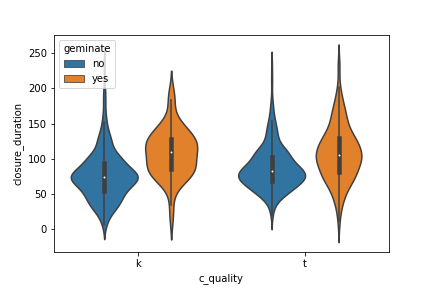 geminate
no
yes
250
200
150
100
50
0
closure_duration
k
t
c_quality